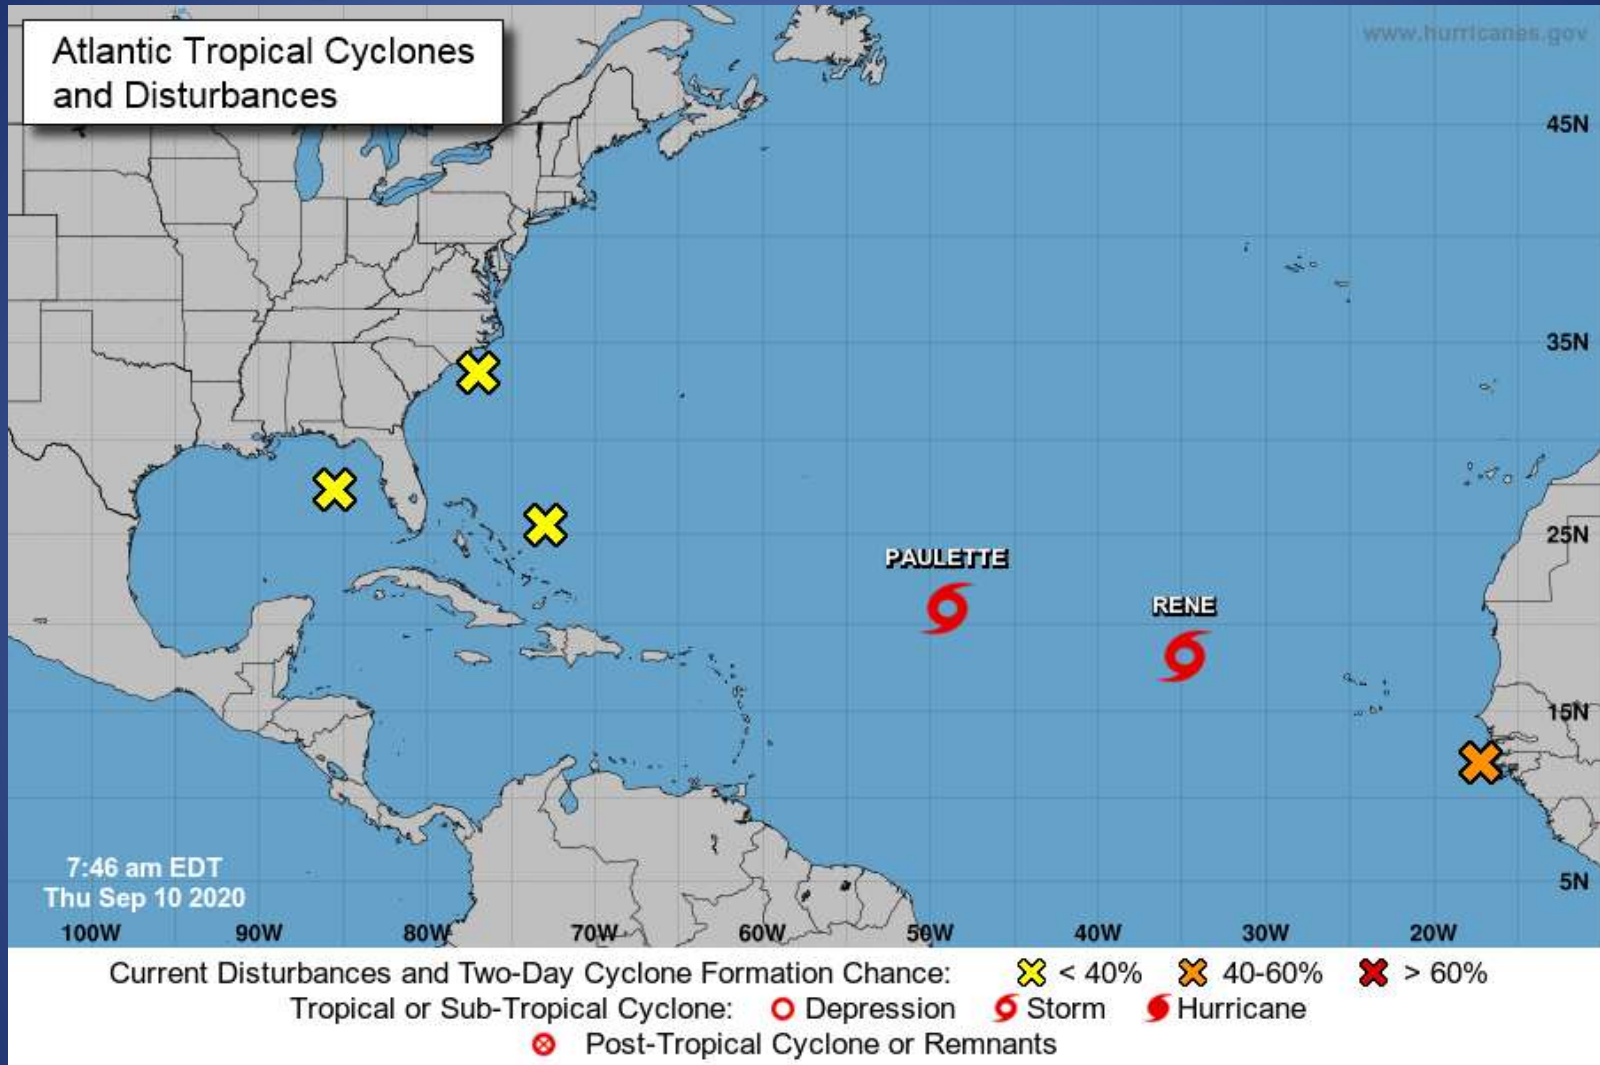 Atlantic Tropical Cyclones
and Disturbances
www.hurricanes.gov
45N
35N
25N
PAULETTE
RENE
15N
7:46 am EDT
Thu Sep 10 2020
5N
100W 90W 80W 70W 60W 50W 40W 30W 20W
Current Disturbances and Two-Day Cyclone Formation Chance: < 40% 40-60% > 60%
Tropical or Sub-Tropical Cyclone: Depression Storm Hurricane
Post-Tropical Cyclone or Remnants